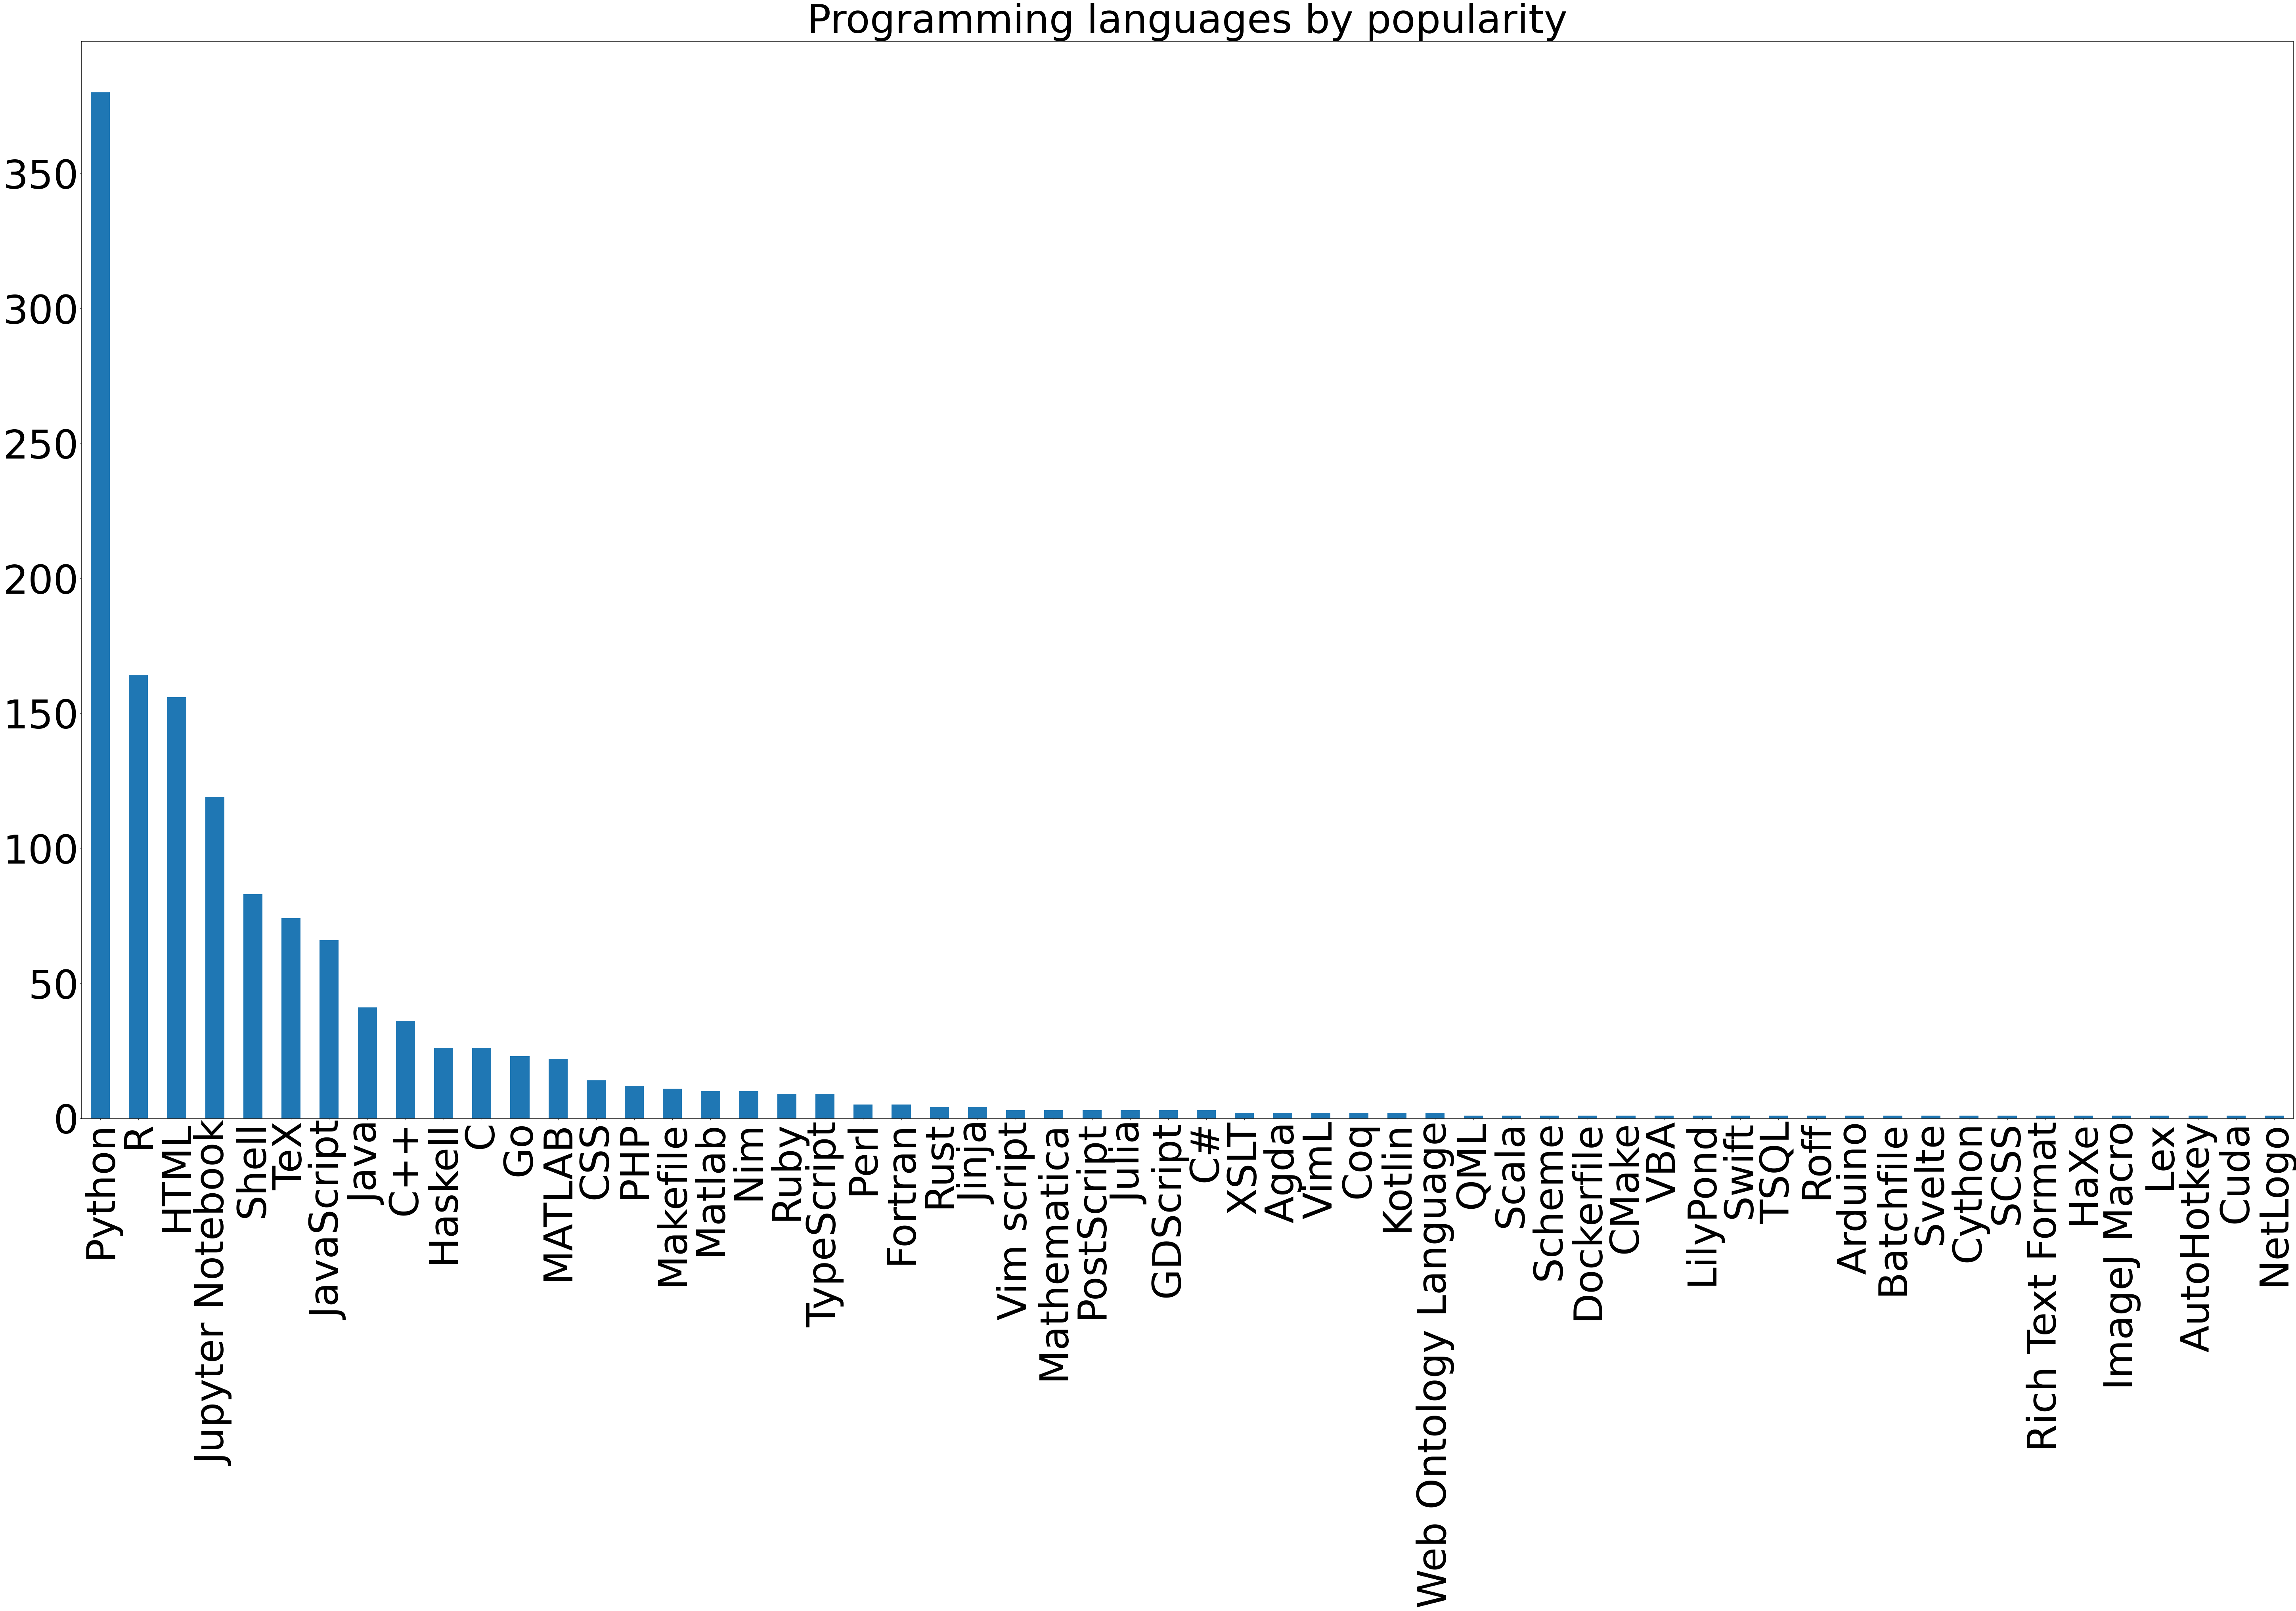 Programming languages by popularity
350
300
250
200
150
100
50
0
Python
R
HTML
Jupyter Notebook
Shell
TeX
JavaScript
Java
C++
Haskell
C
Go
MATLAB
CSS
PHP
Makefile
Matlab
Nim
Ruby
TypeScript
Perl
Fortran
Rust
Jinja
Vim script
Mathematica
PostScript
Julia
GDScript
C#
XSLT
Agda
VimL
Coq
Kotlin
Web Ontology Language
QML
Scala
Scheme
Dockerfile
CMake
VBA
LilyPond
Swift
TSQL
Roff
Arduino
Batchfile
Svelte
Cython
SCSS
Rich Text Format
HaXe
ImageJ Macro
Lex
AutoHotkey
Cuda
NetLogo